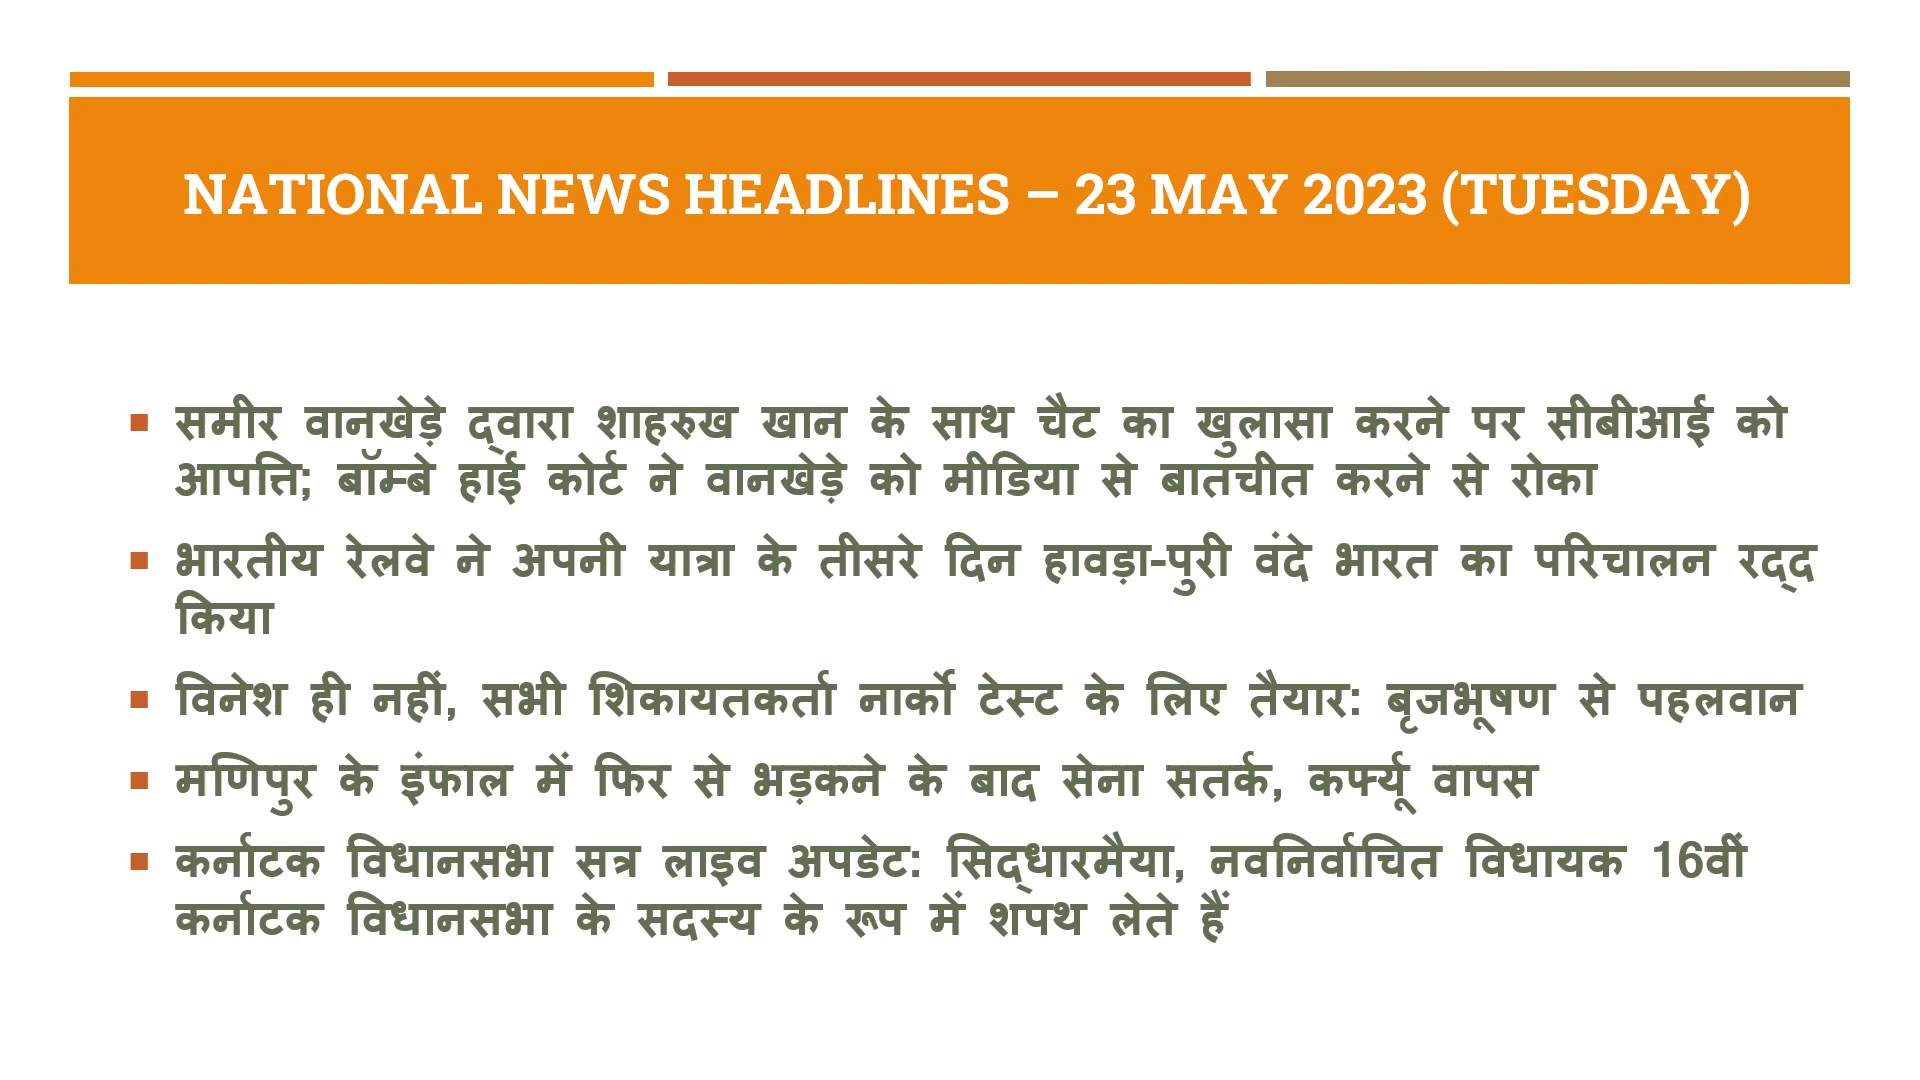 NATIONAL NEWS HEADLINES – 23 MAY 2023 (TUESDAY)
समीर वानखेड़े द्वारा शाहरुख खान के साथ चैट का खुलासा करने पर सीबीआई को
आपत्ति; बॉम्बे हाई कोर्ट ने वानखेड़े को मीडिया से बातचीत करने से रोका
भारतीय रेलवे ने अपनी यात्रा के तीसरे दिन हावड़ा-पुरी वंदे भारत का परिचालन रद्द
किया
विनेश ही नहीं, सभी शिकायतकर्ता नार्को टेस्ट के लिए तैयार: बृजभूषण से पहलवान
मणिपुर के इंफाल में फिर से भड़कने के बाद सेना सतर्क, कर्फ्यू वापस
कर्नाटक विधानसभा सत्र लाइव अपडेट: सिद्धारमैया, नवनिर्वाचित विधायक 16वीं
कर्नाटक विधानसभा के सदस्य के रूप में शपथ लेते हैं